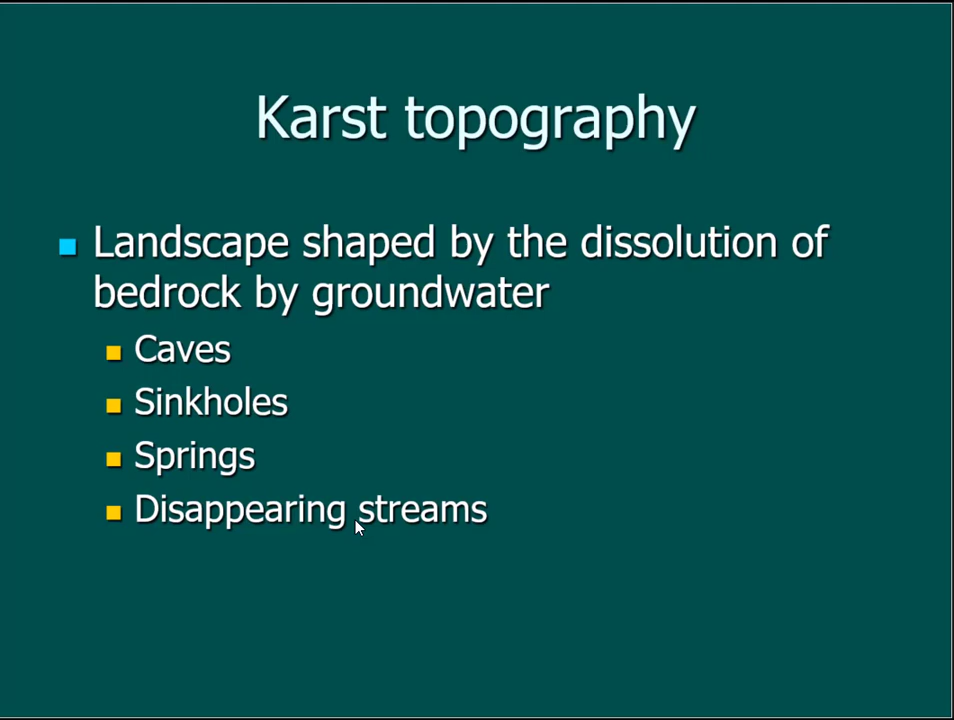 Karst topography
Landscape shaped by the dissolution of
bedrock by groundwater
Caves
Sinkholes
Springs
Disappearing streams